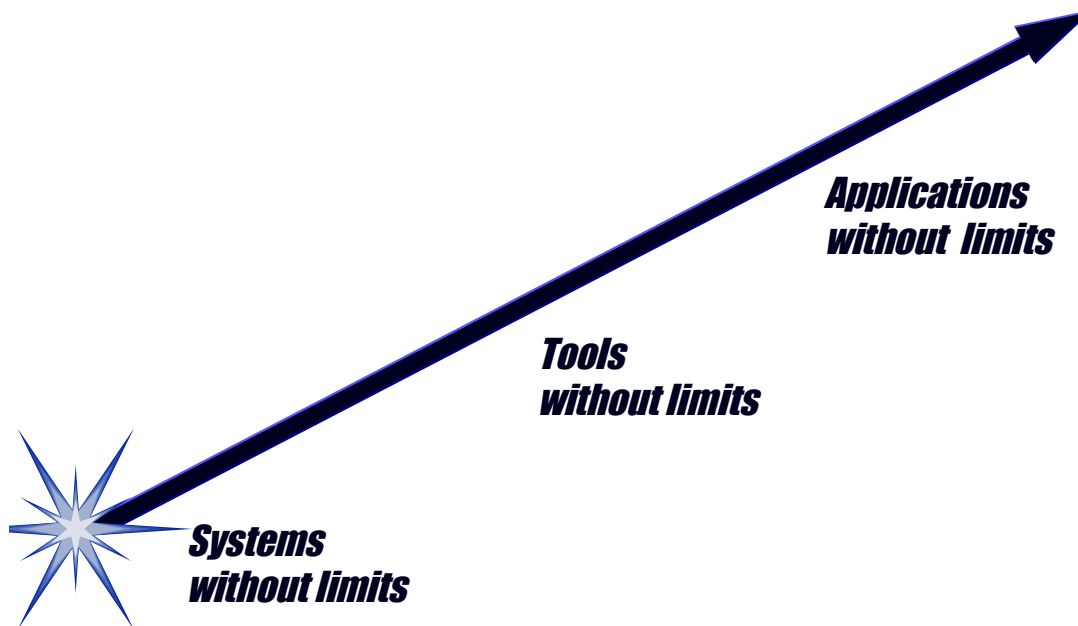 Applications
without  limits
Tools
without limits
Systems
without limits